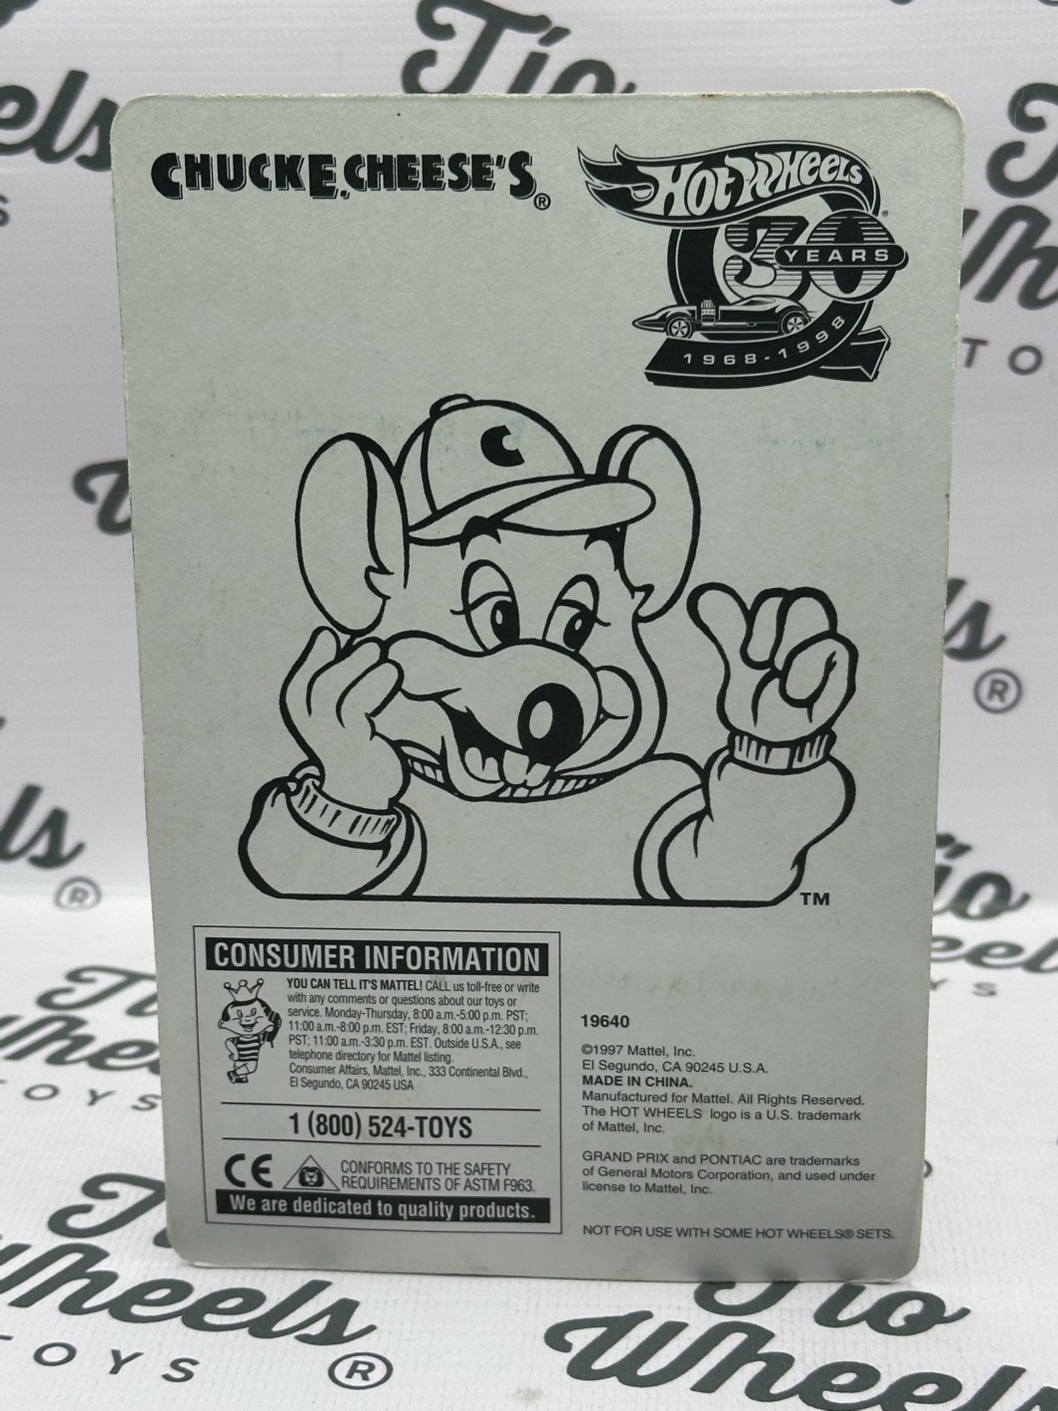 CHUCK E. CHEESE'S®
HOT WHEELS®
30 YEARS
1968-1998
C
TM
CONSUMER INFORMATION
YOU CAN TELL IT'S MATTEL! CALL us toll-free or write
with any comments or questions about our toys or
service. Monday-Thursday, 8:00 a.m.-5:00 p.m. PST;
11:00 a.m.-8:00 p.m. EST; Friday, 8:00 a.m.-12:30 p.m.
PST; 11:00 a.m.-3:30 p.m. EST. Outside U.S.A., see
telephone directory for Mattel listing.
Consumer Affairs, Mattel, Inc., 333 Continental Blvd.,
El Segundo, CA 90245 USA
1 (800) 524-TOYS
CE
CONFORMS TO THE SAFETY
REQUIREMENTS OF ASTM F963.
We are dedicated to quality products.
19640
©1997 Mattel, Inc.
El Segundo, CA 90245 U.S.A.
MADE IN CHINA.
Manufactured for Mattel. All Rights Reserved.
The HOT WHEELS logo is a U.S. trademark
of Mattel, Inc.
GRAND PRIX and PONTIAC are trademarks
of General Motors Corporation, and used under
license to Mattel, Inc.
NOT FOR USE WITH SOME HOT WHEELS® SETS.
Tío
Wheels
TOYS ®
Tío
Wheels